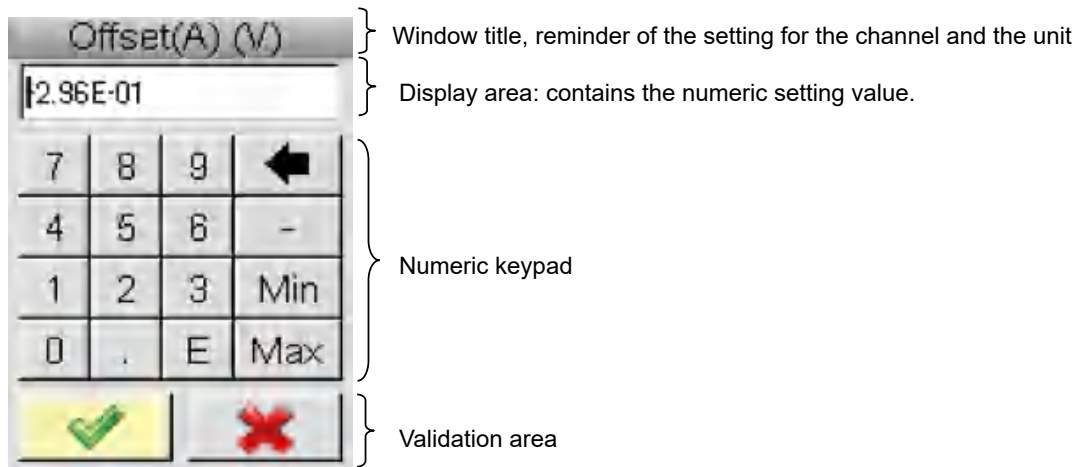 Offset(A) (V)
Window title, reminder of the setting for the channel and the unit
-2.96E-01
Display area: contains the numeric setting value.
7 8 9
4 5 6 -
1 2 3 Min
0 . E Max
Numeric keypad
Validation area